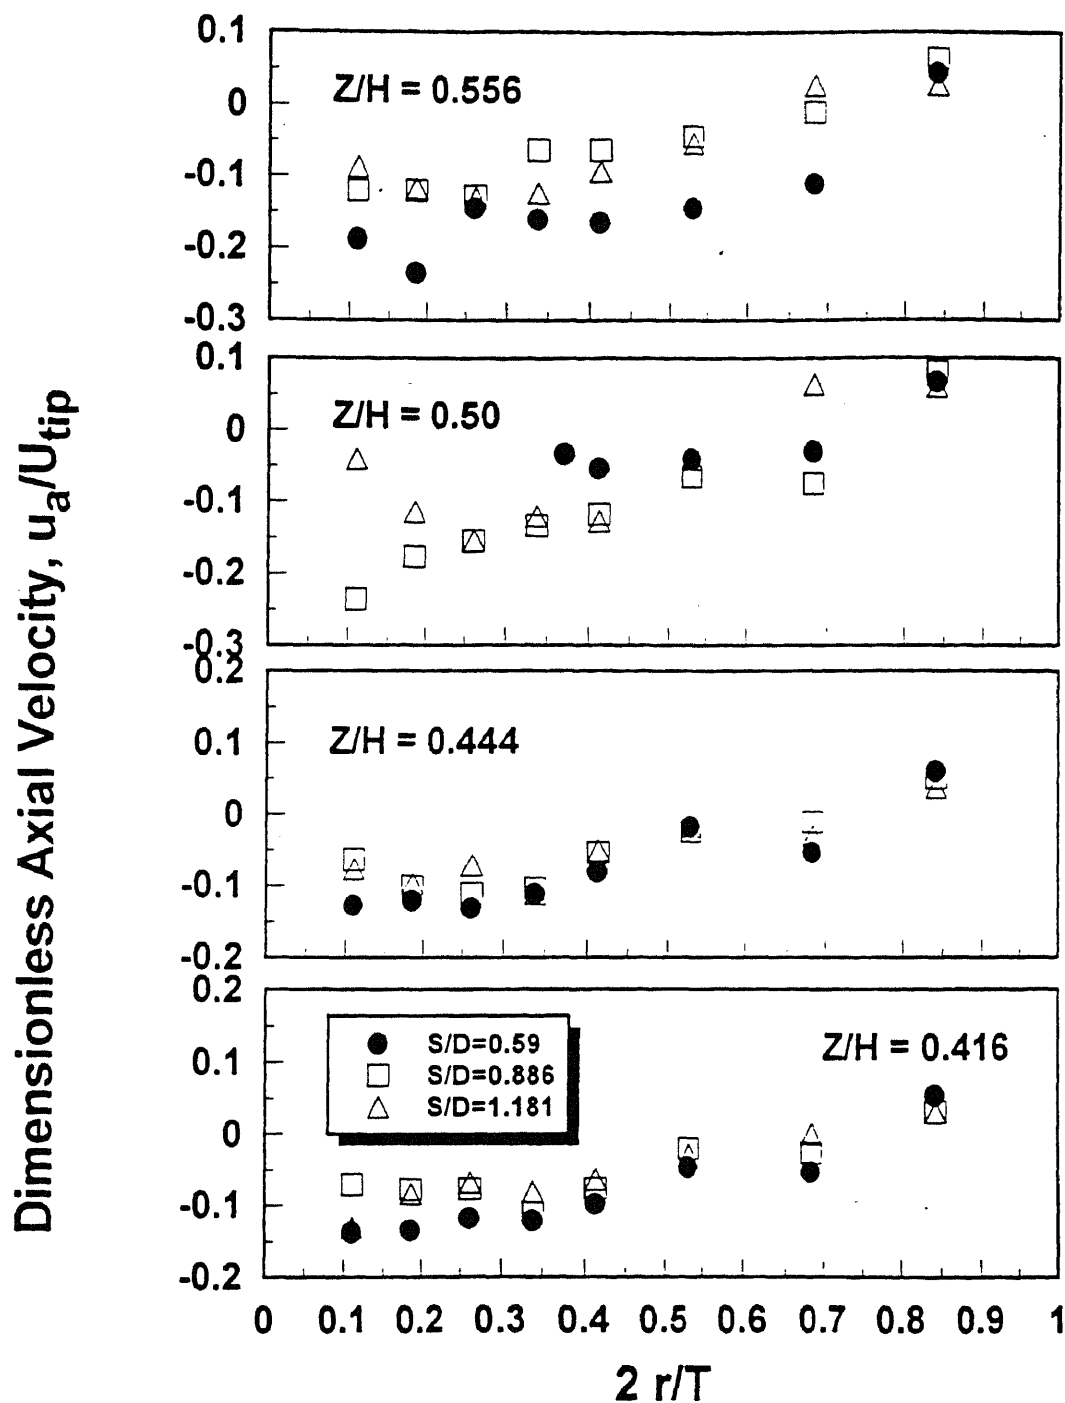 0.1
0
-0.1
-0.2
-0.3
Z/H = 0.556
0.1
0
-0.1
-0.2
-0.3
Z/H = 0.50
0.2
0.1
0
-0.1
-0.2
Z/H = 0.444
0.2
0.1
0
-0.1
-0.2
S/D=0.59
S/D=0.886
S/D=1.181
Z/H = 0.416
0 0.1 0.2 0.3 0.4 0.5 0.6 0.7 0.8 0.9 1
2 r/T
Dimensionless Axial Velocity, ua/Utip